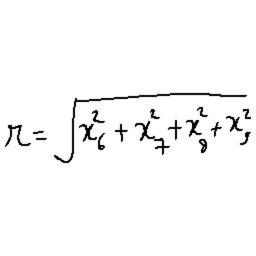 r = √(x₆² + x₇² + x₈² + x₉²)